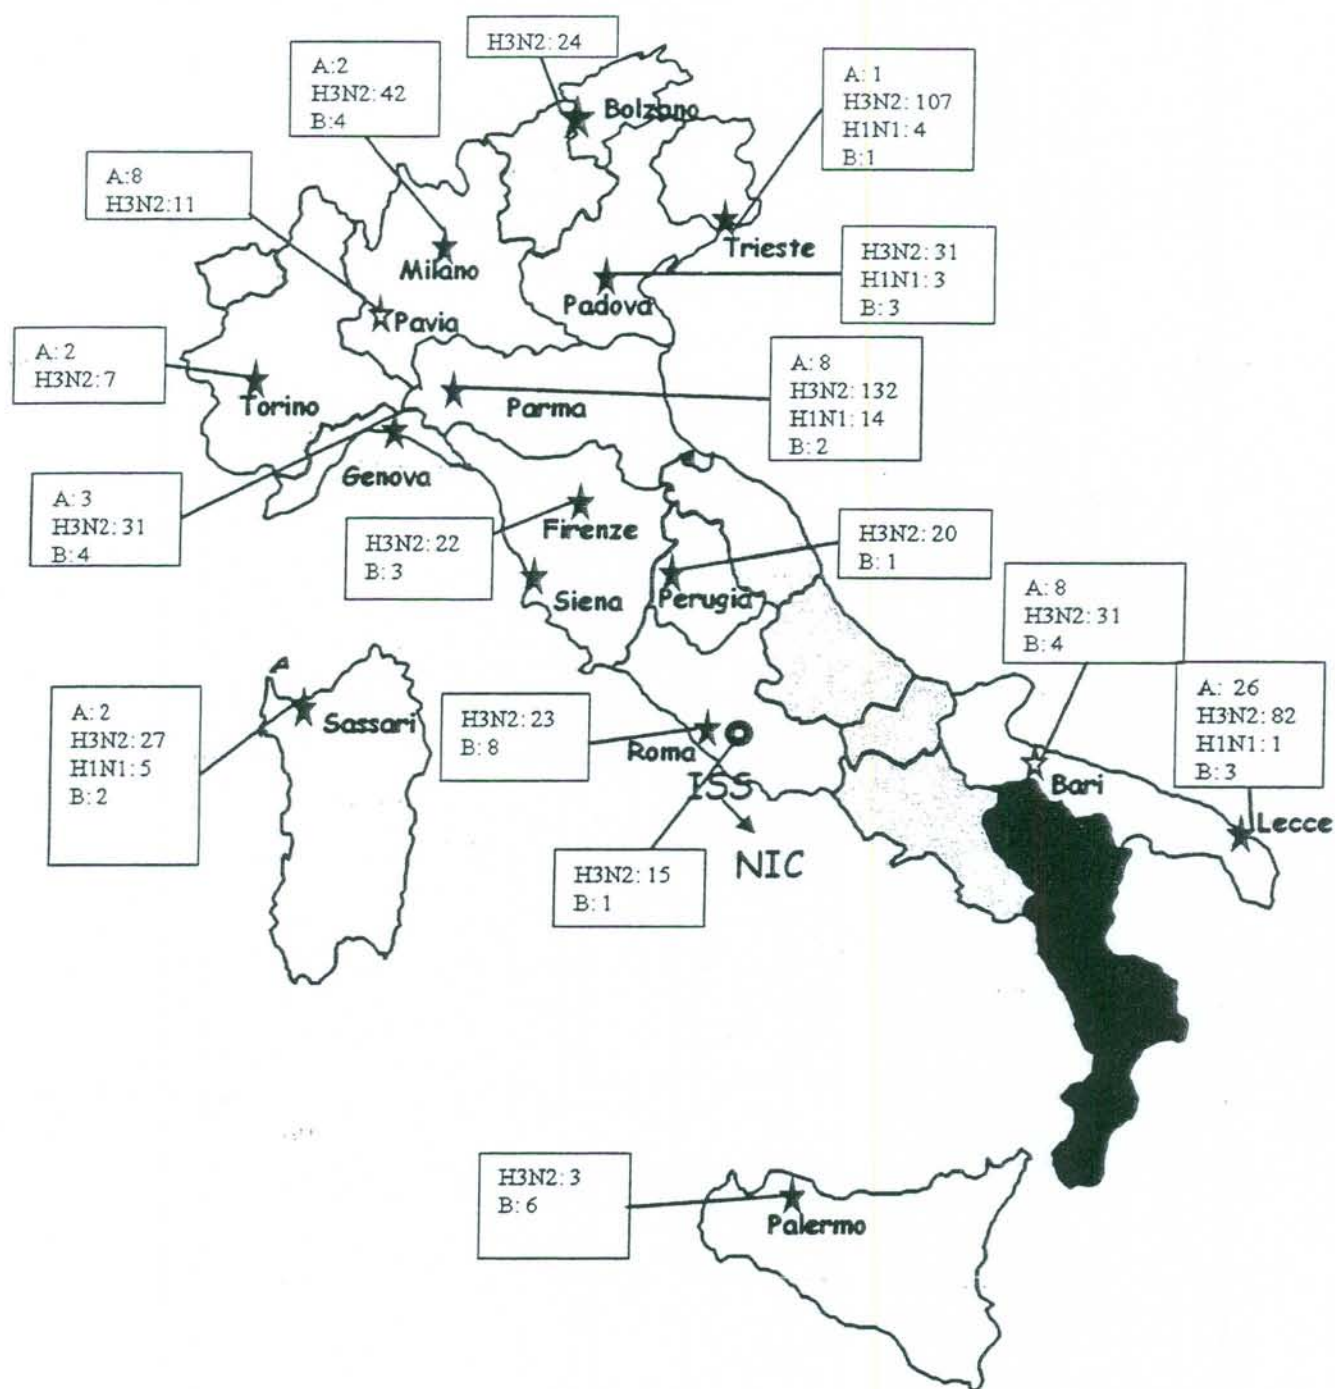 H3N2: 24
A:2
H3N2: 42
B:4
A: 1
H3N2: 107
H1N1: 4
B:1
A:8
H3N2:11
Bolzano
Trieste
Milano
Padova
H3N2: 31
H1N1: 3
B: 3
Pavia
A: 2
H3N2: 7
Torino
Parma
A: 8
H3N2: 132
H1N1: 14
B: 2
Genova
A: 3
H3N2: 31
B: 4
H3N2: 22
B: 3
Firenze
H3N2: 20
B: 1
Siena
Perugia
A: 8
H3N2: 31
B: 4
A: 2
H3N2: 27
H1N1: 5
B: 2
Sassari
H3N2: 23
B: 8
Roma
ISS
NIC
A: 26
H3N2: 82
H1N1: 1
B: 3
Bari
Lecce
H3N2: 15
B: 1
H3N2: 3
B: 6
Palermo